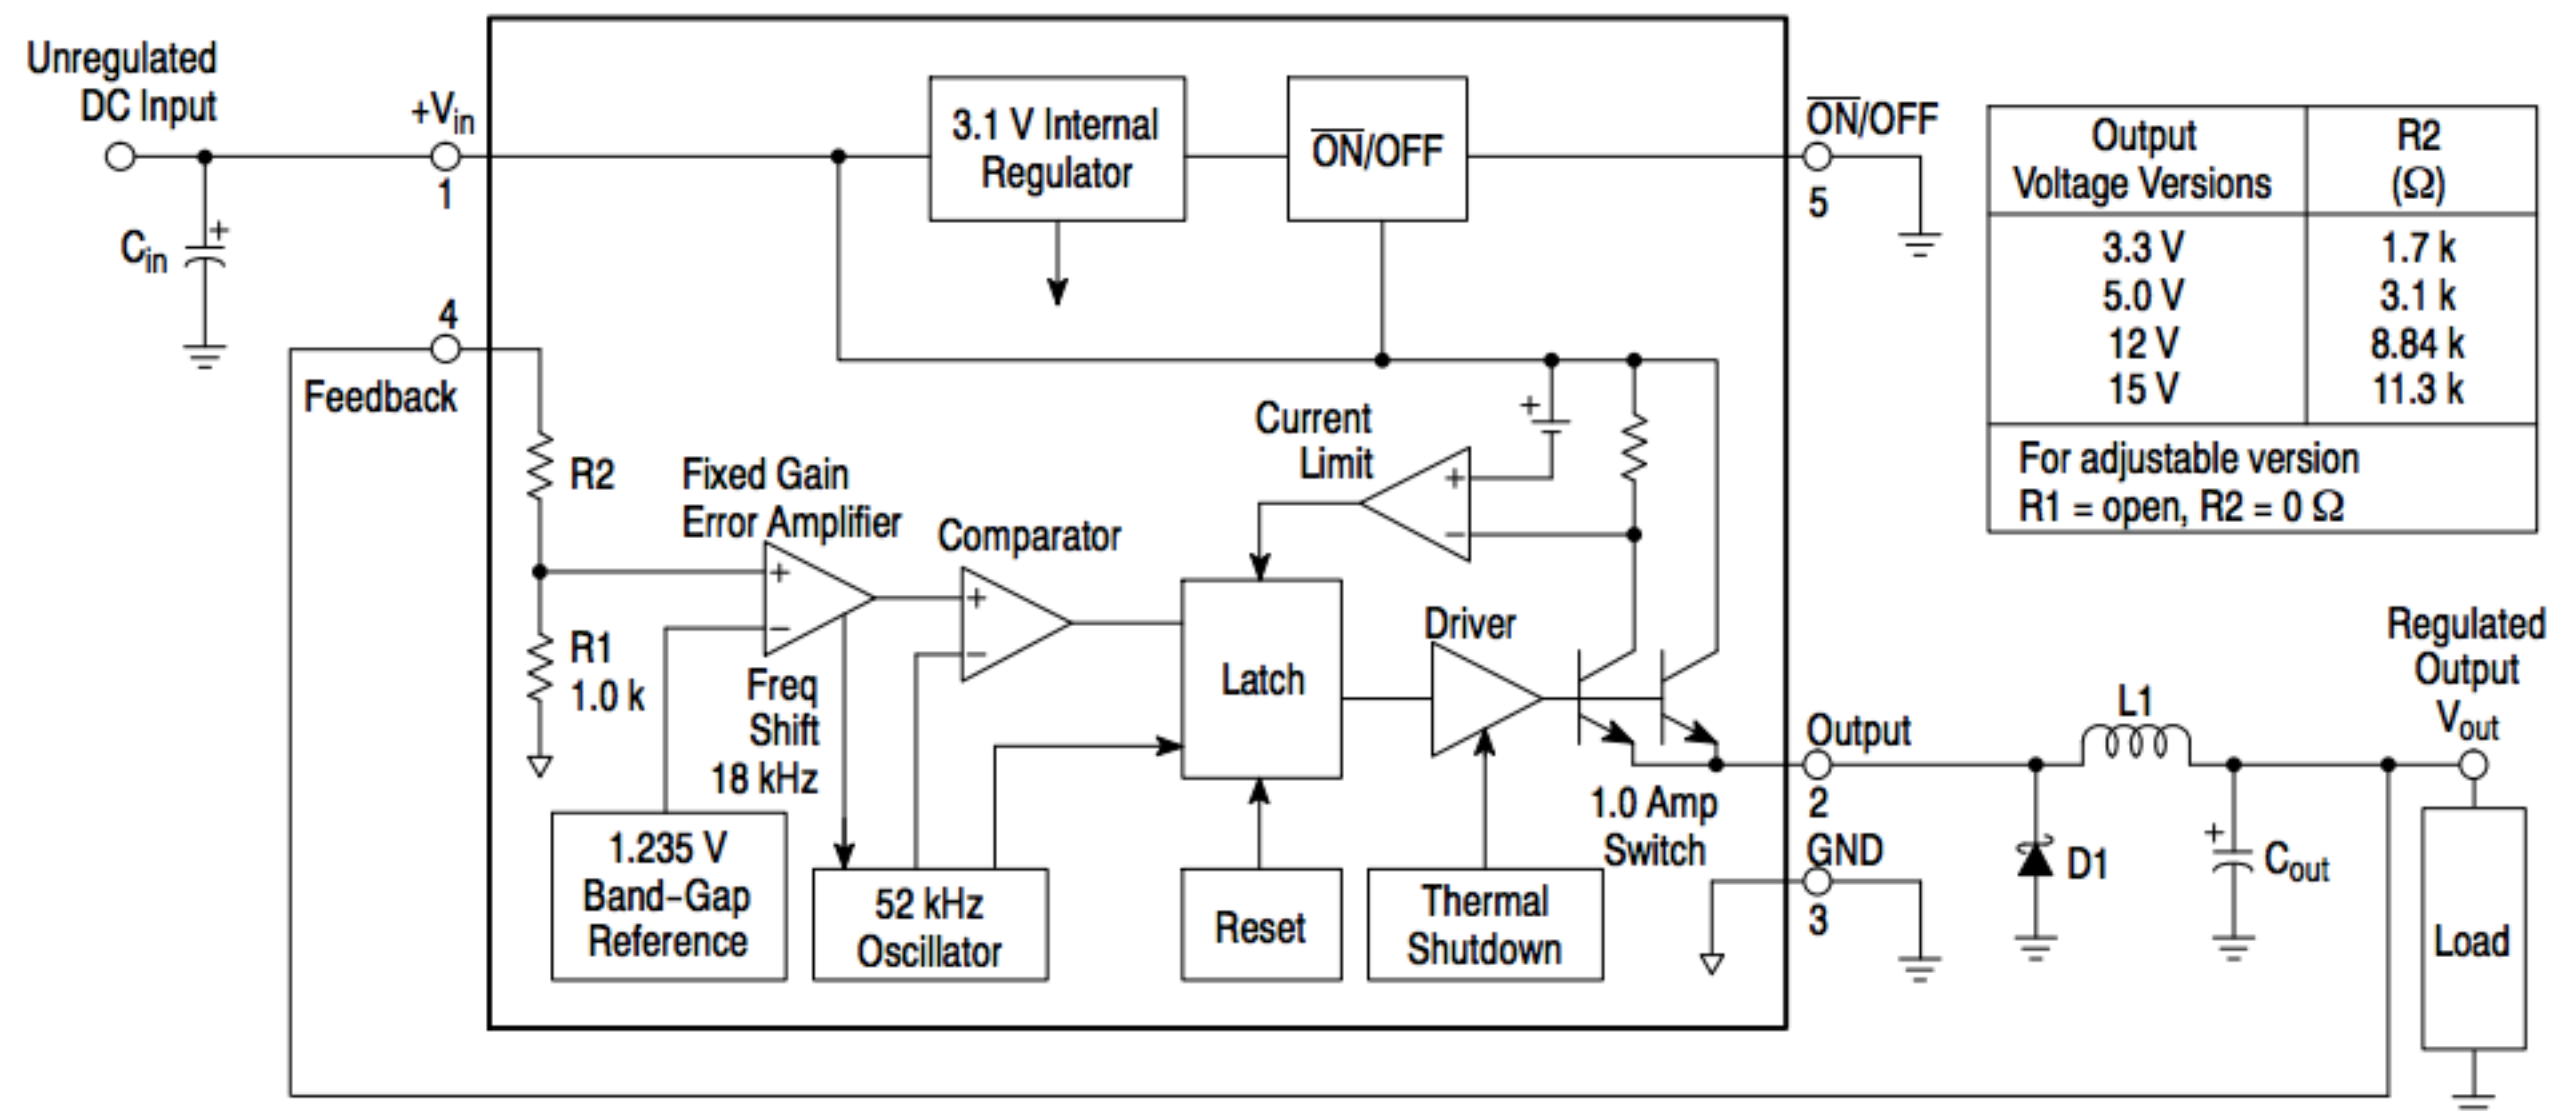 Unregulated
DC Input
+Vin
1
Cin
4
Feedback
3.1 V Internal
Regulator
ON/OFF
ON/OFF
5
Output
Voltage Versions
R2
(Ω)
3.3 V
1.7 k
5.0 V
3.1 k
12 V
8.84 k
15 V
11.3 k
For adjustable version
R1 = open, R2 = 0 Ω
R2
R1
1.0 k
Fixed Gain
Error Amplifier
+
−
Comparator
+
−
Current
Limit
+
+
−
Freq
Shift
18 kHz
Latch
Driver
1.235 V
Band−Gap
Reference
52 kHz
Oscillator
Reset
Thermal
Shutdown
1.0 Amp
Switch
Output
2
GND
3
L1
D1
+
Cout
Regulated
Output
Vout
Load
+